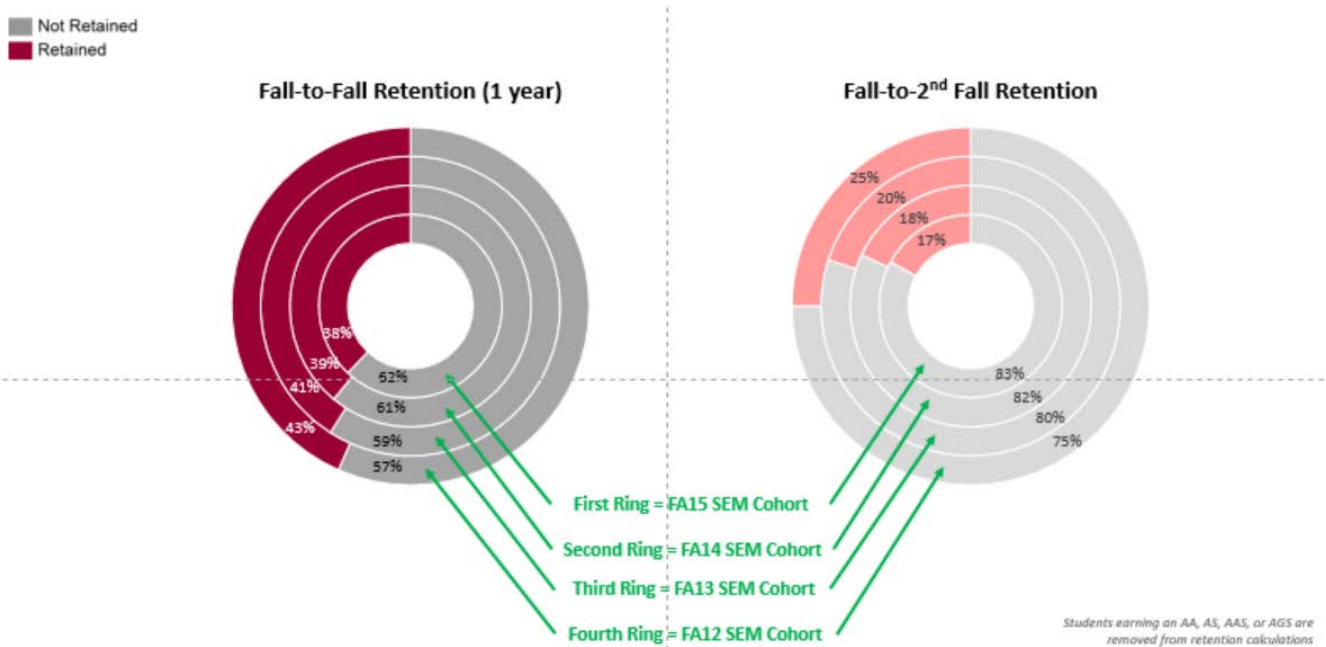 Not Retained
Retained
Fall-to-Fall Retention (1 year)
Fall-to-2nd Fall Retention
25%
20%
18%
17%
38%
39%
41%
43%
62%
61%
59%
57%
83%
82%
80%
75%
First Ring = FA15 SEM Cohort
Second Ring = FA14 SEM Cohort
Third Ring = FA13 SEM Cohort
Fourth Ring = FA12 SEM Cohort
Students earning an AA, AS, AAS, or AGS are
removed from retention calculations